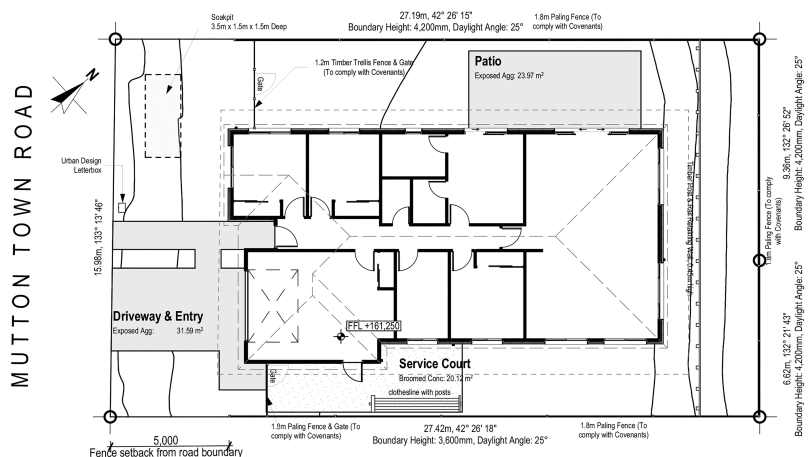 Soakpit
3.5m x 1.5m x 1.5m Deep
27.19m, 42° 26' 15"
Boundary Height: 4,200mm, Daylight Angle: 25°
1.8m Paling Fence (To
comply with Covenants)
1.2m Timber Trellis Fence & Gate
(To comply with Covenants)
Gate
Patio
Exposed Agg: 23.97 m²
N
MUTTON TOWN ROAD
Urban Design
Letterbox
15.98m, 133° 13' 46"
Driveway & Entry
Exposed Agg: 31.59 m²
FFL +161,250
Service Court
Broomed Conc: 20.12 m²
clothesline with posts
Gate
1.8m Paling Fence (To comply
with Covenants)
9.36m, 132° 26' 52"
Boundary Height: 4,200mm, Daylight Angle: 25°
6.62m, 132° 21' 43"
Boundary Height: 4,200mm, Daylight Angle: 25°
5,000
Fence setback from road boundary
1.8m Paling Fence & Gate (To
comply with Covenants)
27.42m, 42° 26' 18"
Boundary Height: 3,600mm, Daylight Angle: 25°
1.8m Paling Fence (To
comply with Covenants)